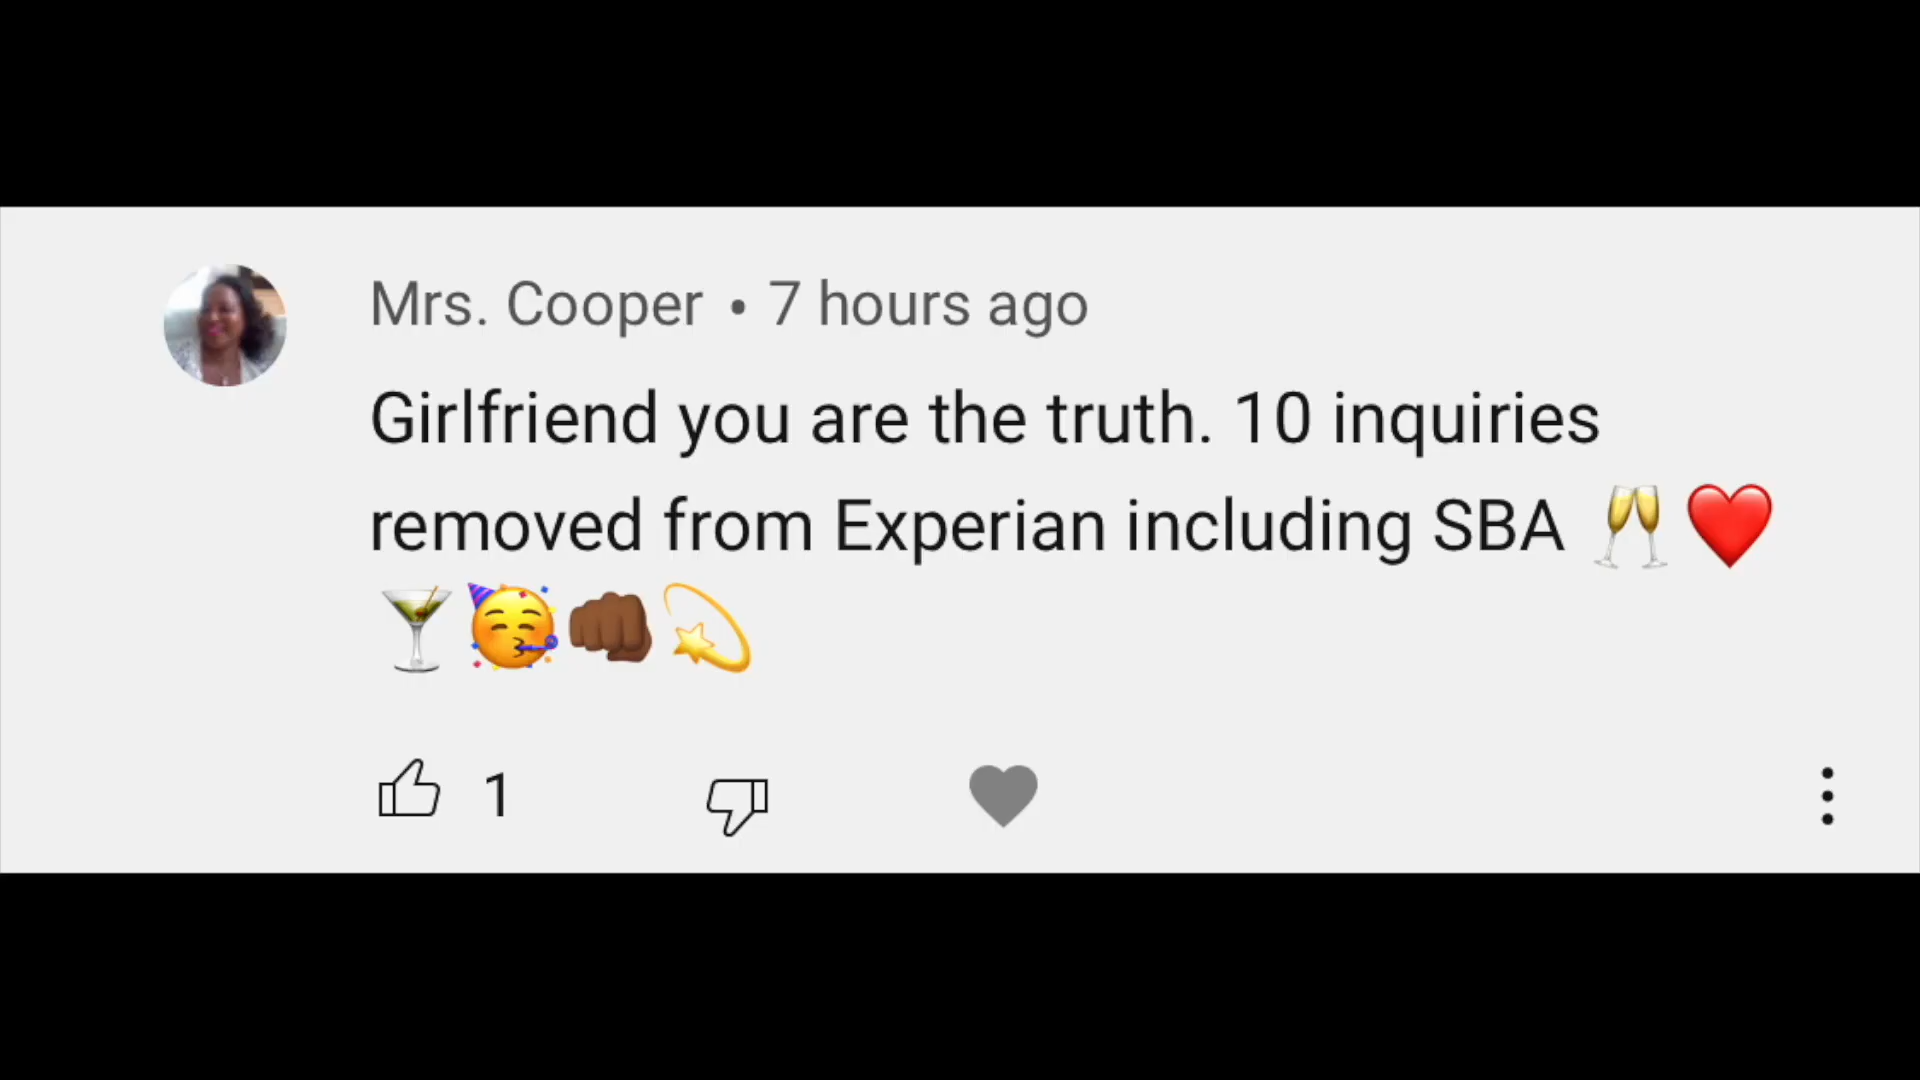 Mrs. Cooper • 7 hours ago
Girlfriend you are the truth. 10 inquiries
removed from Experian including SBA 🥂❤️
🍸🥳👊🏾💫
1